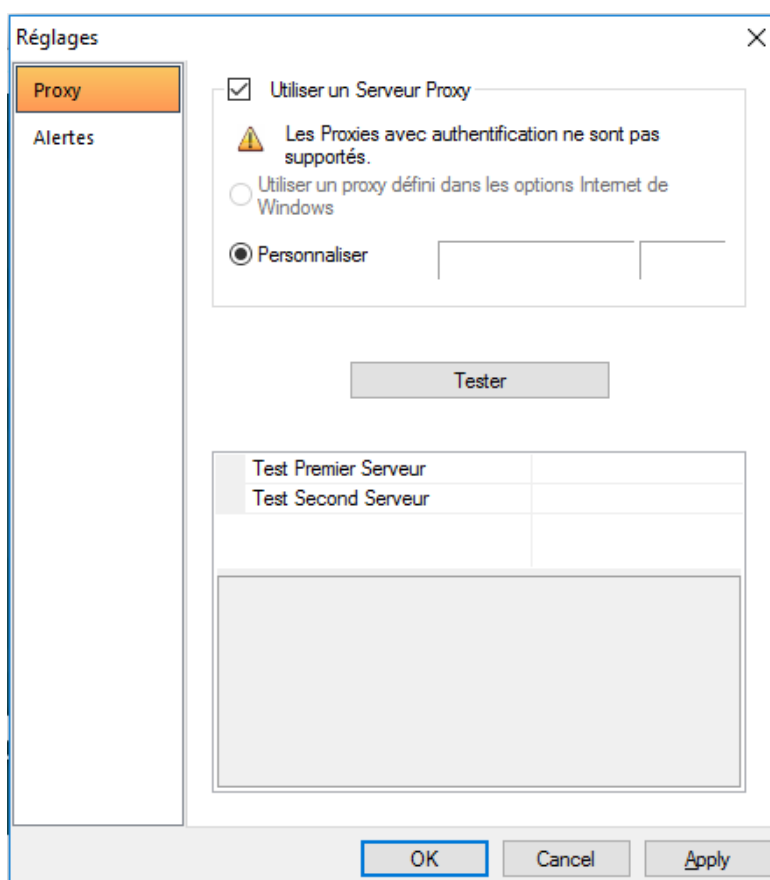 Réglages
Proxy
Alertes
Utiliser un Serveur Proxy
Les Proxies avec authentification ne sont pas
supportés.
Utiliser un proxy défini dans les options Internet de
Windows
Personnaliser
Tester
Test Premier Serveur
Test Second Serveur
OK
Cancel
Apply